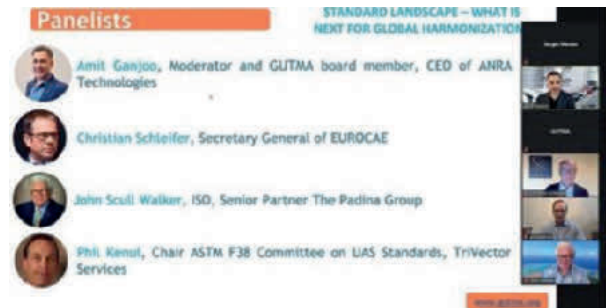 Panelists
STANDARD LANDSCAPE – WHAT IS
NEXT FOR GLOBAL HARMONIZATION
Amit Ganjoo, Moderator and GUTMA board member, CEO of ANRA
Technologies
Christian Schleifer, Secretary General of EUROCAE
John Scull Walker, ISO, Senior Partner The Padina Group
Phil Kenul, Chair ASTM F38 Committee on UAS Standards, TriVector
Services
GUTMA
www.gutma.org